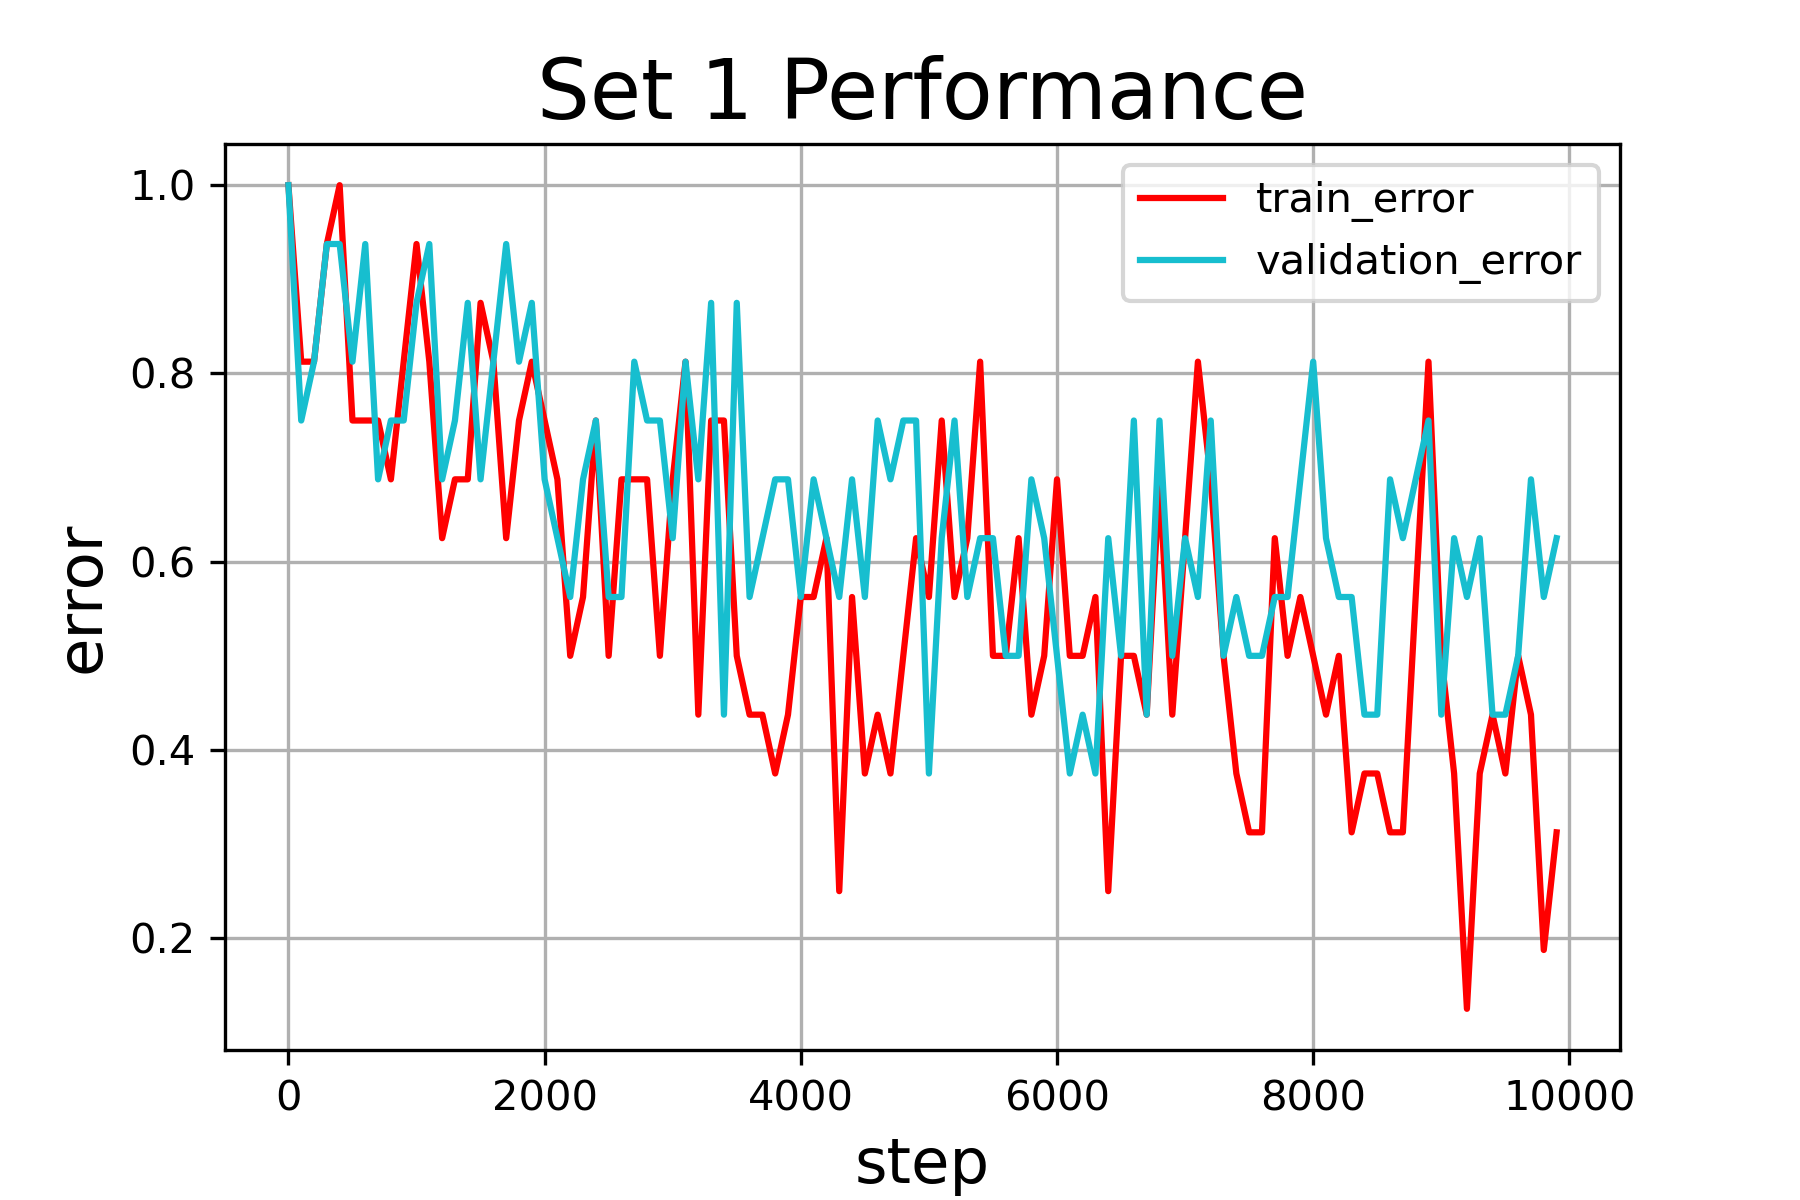 Set 1 Performance
train_error
validation_error
1.0
0.8
0.6
0.4
0.2
error
0 2000 4000 6000 8000 10000
step